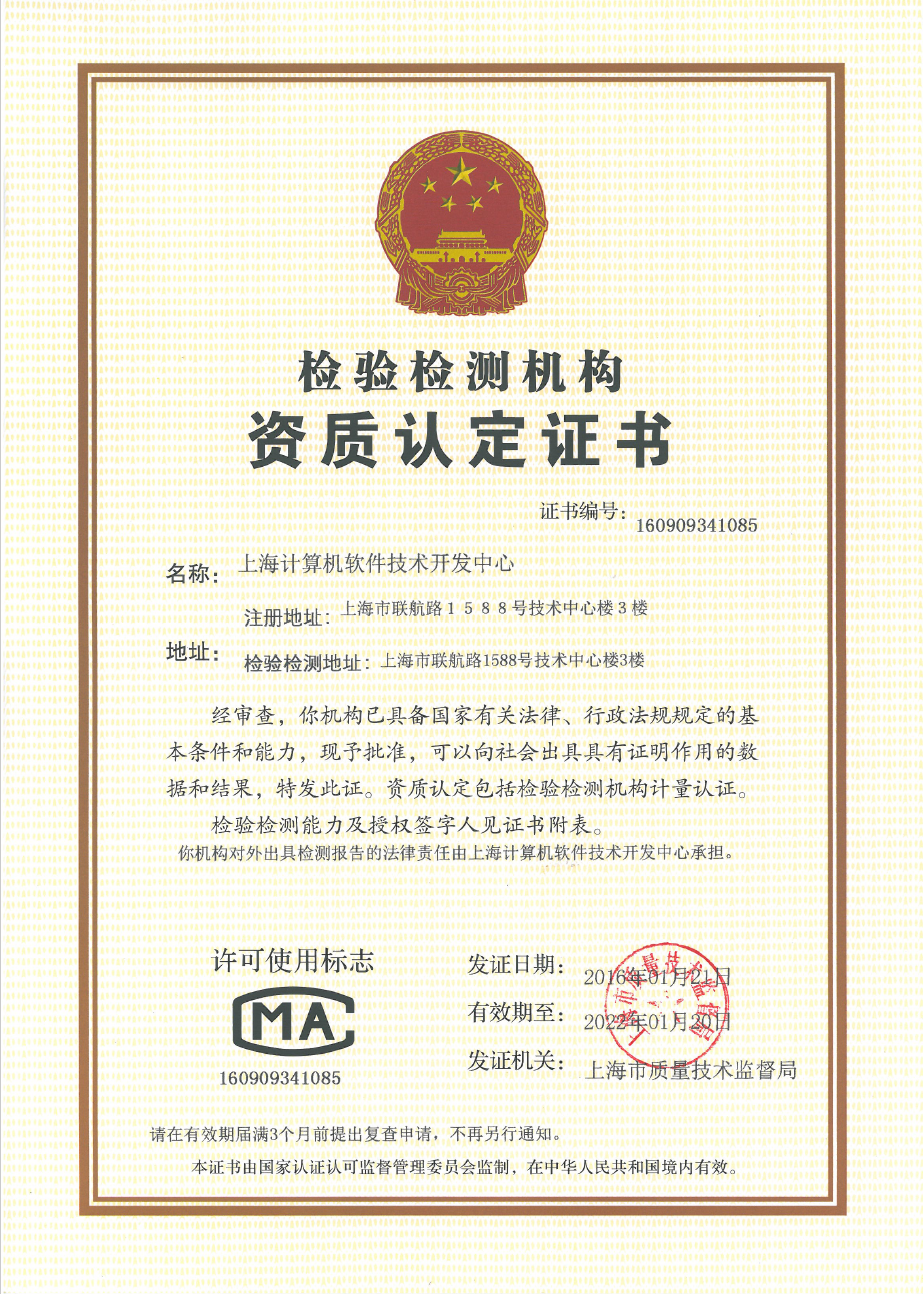 检验检测机构
资质认定证书
证书编号：160909341085
名称：上海计算机软件技术开发中心
注册地址：上海市联航路１５８８号技术中心楼３楼
地址：
检验检测地址：上海市联航路1588号技术中心楼3楼
经审查，你机构已具备国家有关法律、行政法规规定的基
本条件和能力，现予批准，可以向社会出具具有证明作用的数
据和结果，特发此证。资质认定包括检验检测机构计量认证。
检验检测能力及授权签字人见证书附表。
你机构对外出具检测报告的法律责任由上海计算机软件技术开发中心承担。
许可使用标志
MA
160909341085
发证日期：2016年01月21日
有效期至：2022年01月20日
发证机关：上海市质量技术监督局
上海市质量技术监督局
请在有效期届满3个月前提出复查申请，不再另行通知。
本证书由国家认证认可监督管理委员会监制，在中华人民共和国境内有效。